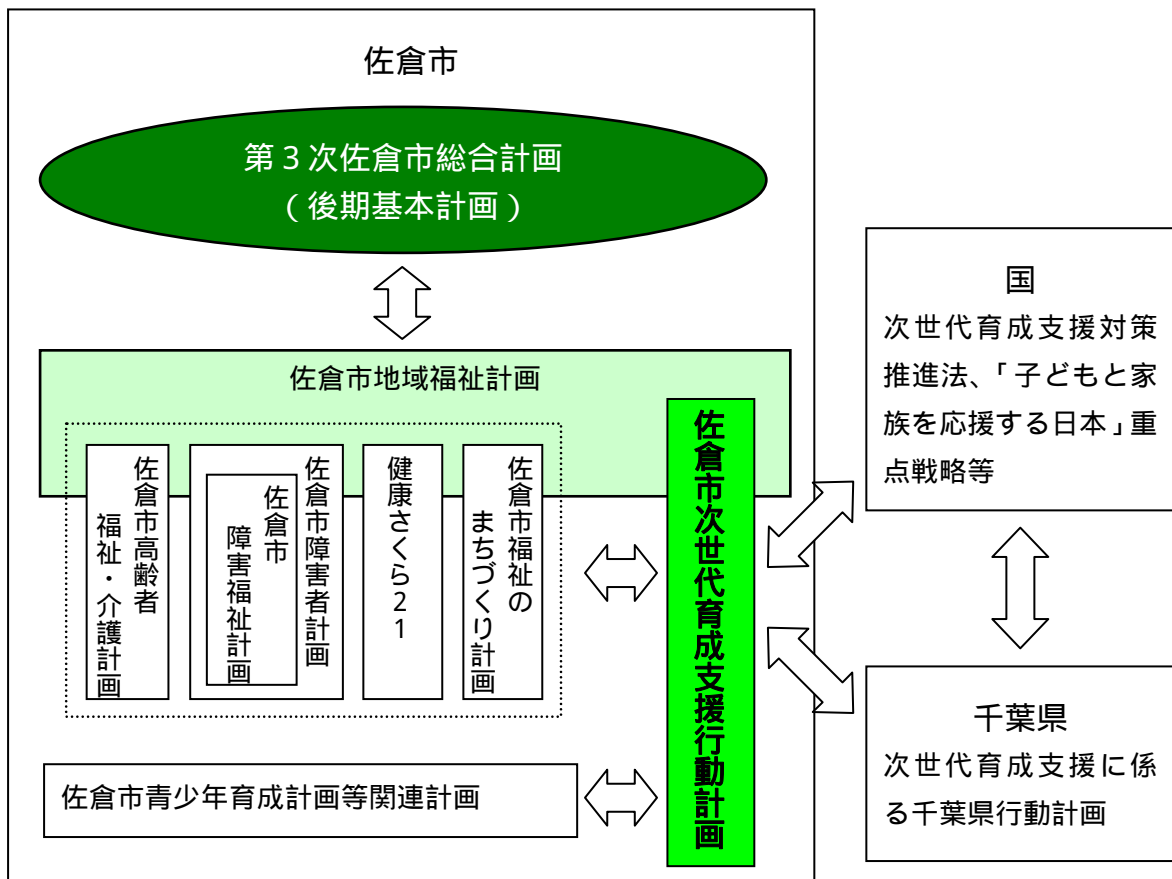 佐倉市
第３次佐倉市総合計画
（後期基本計画）
佐倉市地域福祉計画
佐倉市高齢者
福祉・介護計画
佐倉市障害者計画
佐倉市
障害福祉計画
健康さくら２１
佐倉市福祉の
まちづくり計画
佐倉市次世代育成支援行動計画
佐倉市青少年育成計画等関連計画
国
次世代育成支援対策
推進法、「子どもと家
族を応援する日本」重
点戦略等
千葉県
次世代育成支援に係
る千葉県行動計画